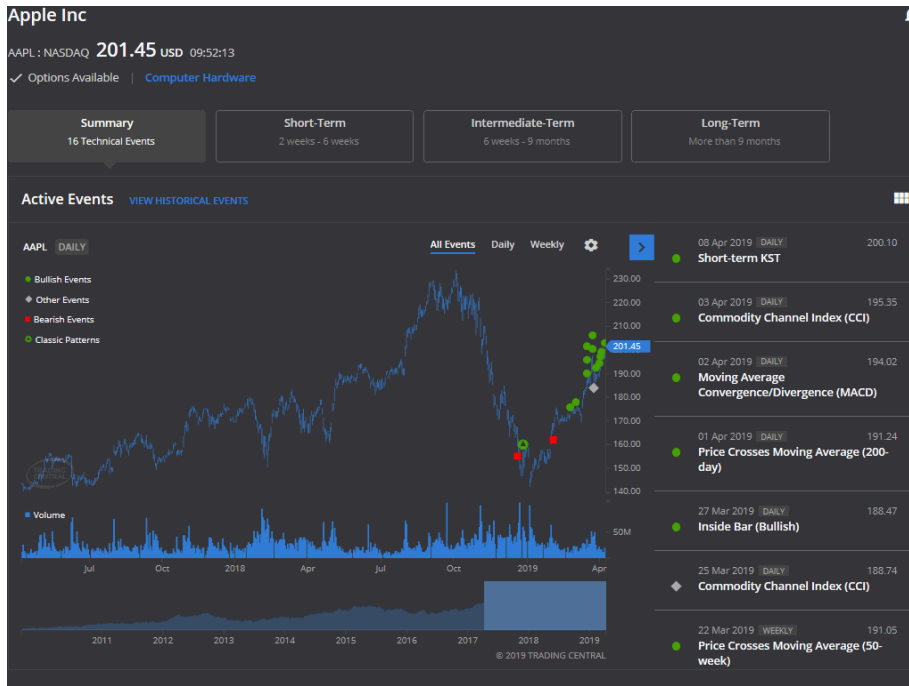 Apple Inc
AAPL : NASDAQ 201.45 USD 09:52:13
Options Available | Computer Hardware
Summary
16 Technical Events
Short-Term
2 weeks - 6 weeks
Intermediate-Term
6 weeks - 9 months
Long-Term
More than 9 months
Active Events VIEW HISTORICAL EVENTS
AAPL DAILY
All Events Daily Weekly
Bullish Events
Other Events
Bearish Events
Classic Patterns
230.00
220.00
210.00
201.45
190.00
180.00
170.00
160.00
150.00
140.00
TRADING
CENTRAL
Volume
50M
Jul Oct 2018 Apr Jul Oct 2019 Apr
2011 2012 2013 2014 2015 2016 2017 2018 2019
© 2019 TRADING CENTRAL
08 Apr 2019 DAILY 200.10
Short-term KST
03 Apr 2019 DAILY 195.35
Commodity Channel Index (CCI)
02 Apr 2019 DAILY 194.02
Moving Average
Convergence/Divergence (MACD)
01 Apr 2019 DAILY 191.24
Price Crosses Moving Average (200-
day)
27 Mar 2019 DAILY 188.47
Inside Bar (Bullish)
25 Mar 2019 DAILY 188.74
Commodity Channel Index (CCI)
22 Mar 2019 WEEKLY 191.05
Price Crosses Moving Average (50-
week)